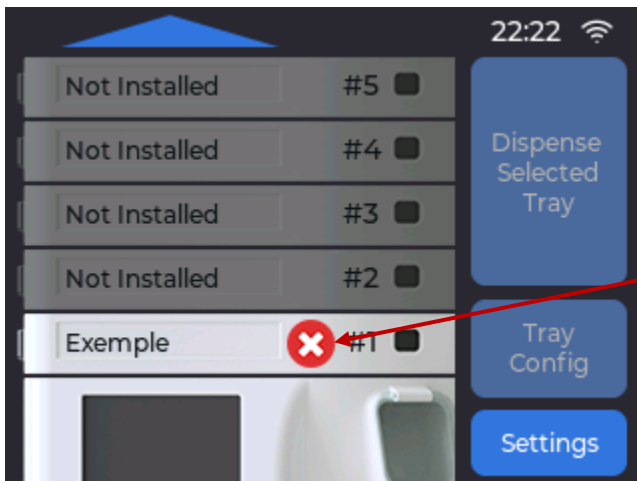 22:22
Not Installed #5
Not Installed #4
Not Installed #3
Not Installed #2
Exemple #1
Dispense
Selected
Tray
Tray
Config
Settings